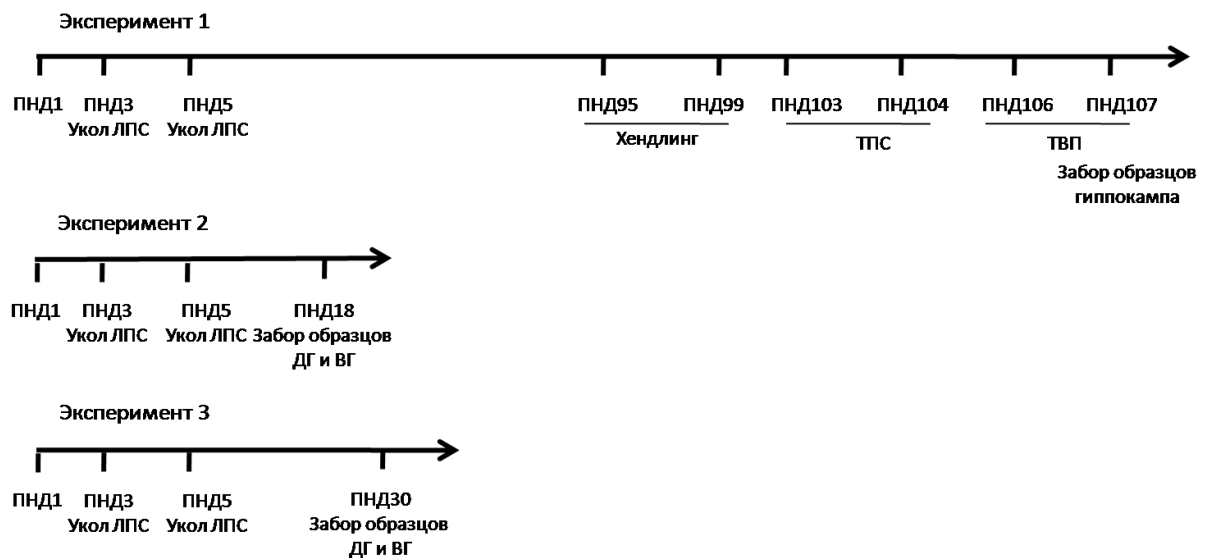 Эксперимент 1
ПНД1 ПНД3 ПНД5 ПНД95 ПНД99 ПНД103 ПНД104 ПНД106 ПНД107
Укол ЛПС Укол ЛПС Хендлинг ТПС ТВП
Забор образцов
гиппокампа
Эксперимент 2
ПНД1 ПНД3 ПНД5 ПНД18
Укол ЛПС Укол ЛПС Забор образцов
ДГ и ВГ
Эксперимент 3
ПНД1 ПНД3 ПНД5 ПНД30
Укол ЛПС Укол ЛПС Забор образцов
ДГ и ВГ